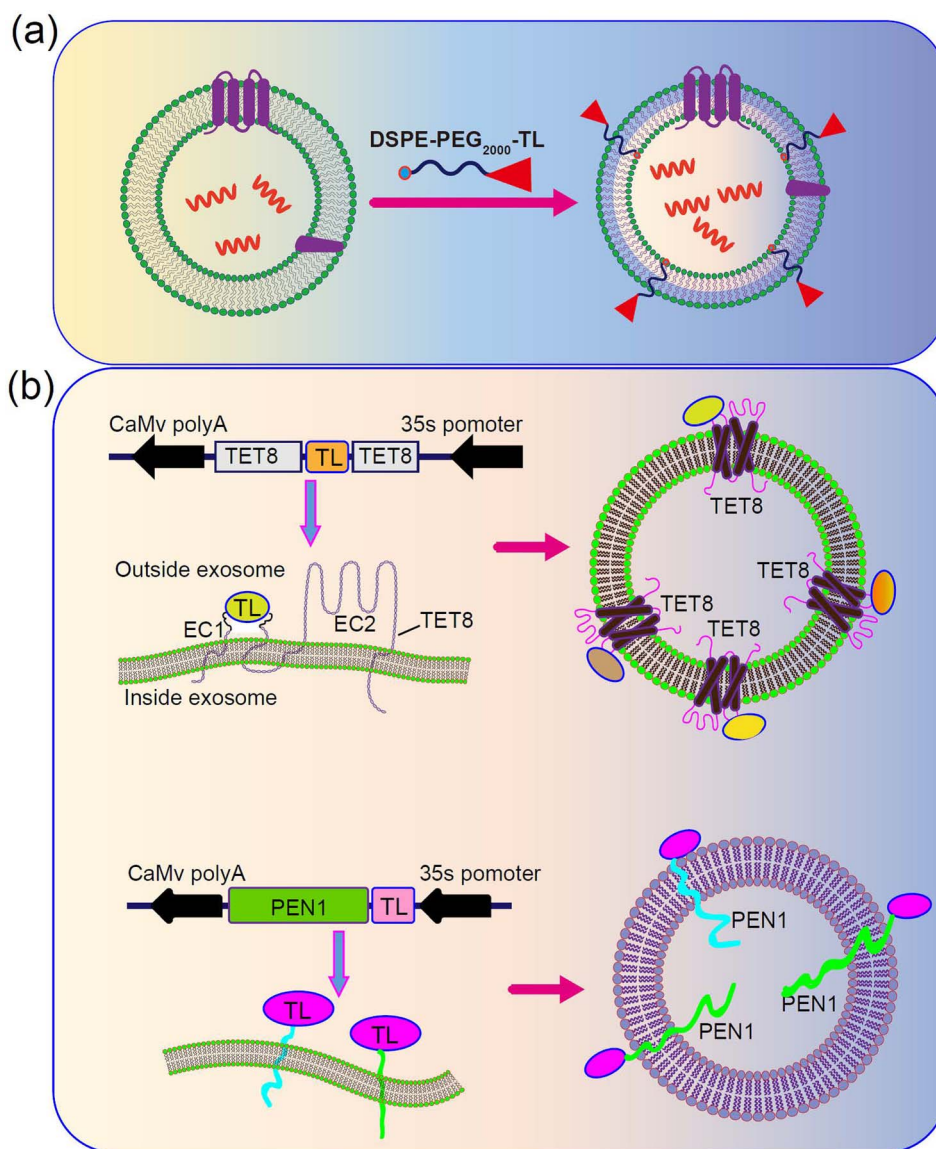 (a)
DSPE-PEG2000-TL
(b)
CaMv polyA
35s pomoter
TET8
TL
TET8
TET8
Outside exosome
TL
EC1
EC2
TET8
Inside exosome
TET8
TET8
TET8
CaMv polyA
35s pomoter
PEN1
TL
PEN1
TL
TL
PEN1
PEN1